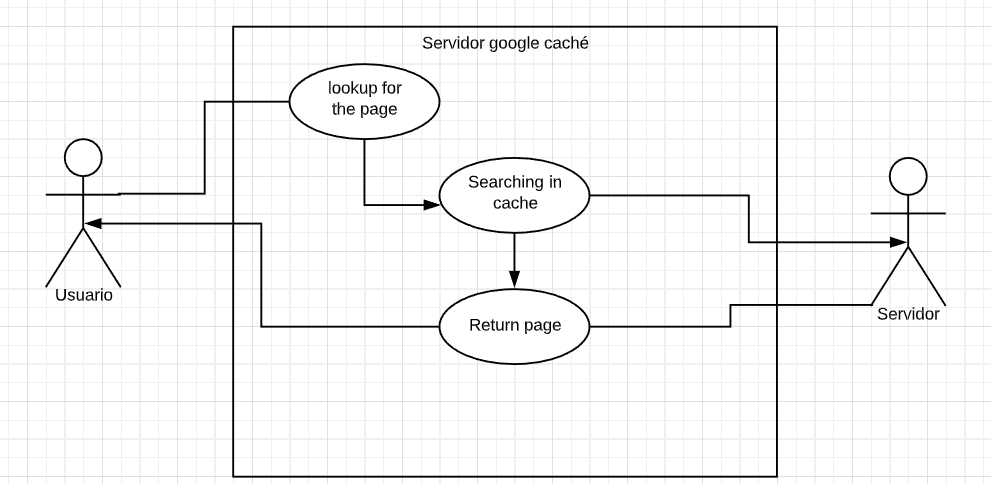 Servidor google caché
lookup for
the page
Searching in
cache
Usuario
Return page
Servidor